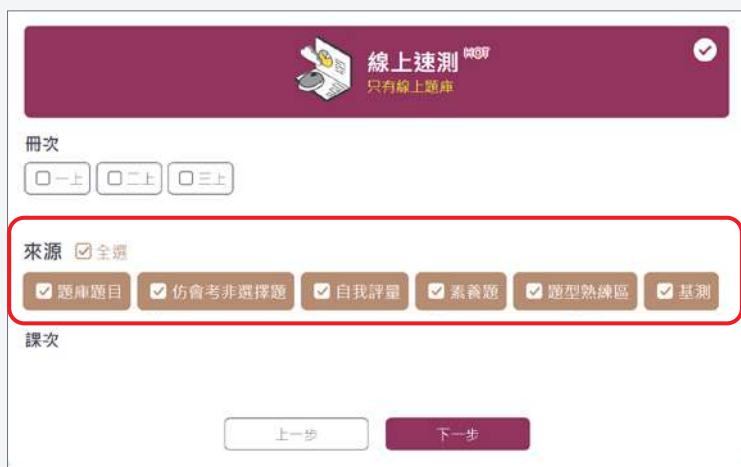 線上速測 HOT
只有線上題庫
冊次
一上 二上 三上
來源 全選
題庫題目 仿會考非選擇題 自我評量 素養題 題型熟練區 基測
課次
上一步 下一步